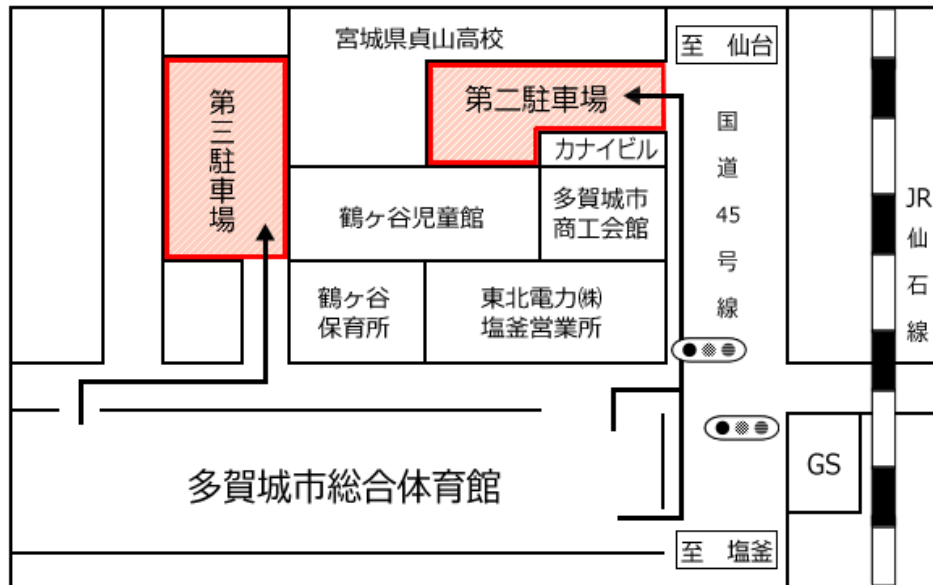 宮城県貞山高校
至 仙台
第三駐車場
第二駐車場
カナイビル
国道45号線
JR仙石線
鶴ヶ谷児童館
多賀城市
商工会館
鶴ヶ谷
保育所
東北電力㈱
塩釜営業所
多賀城市総合体育館
GS
至 塩釜